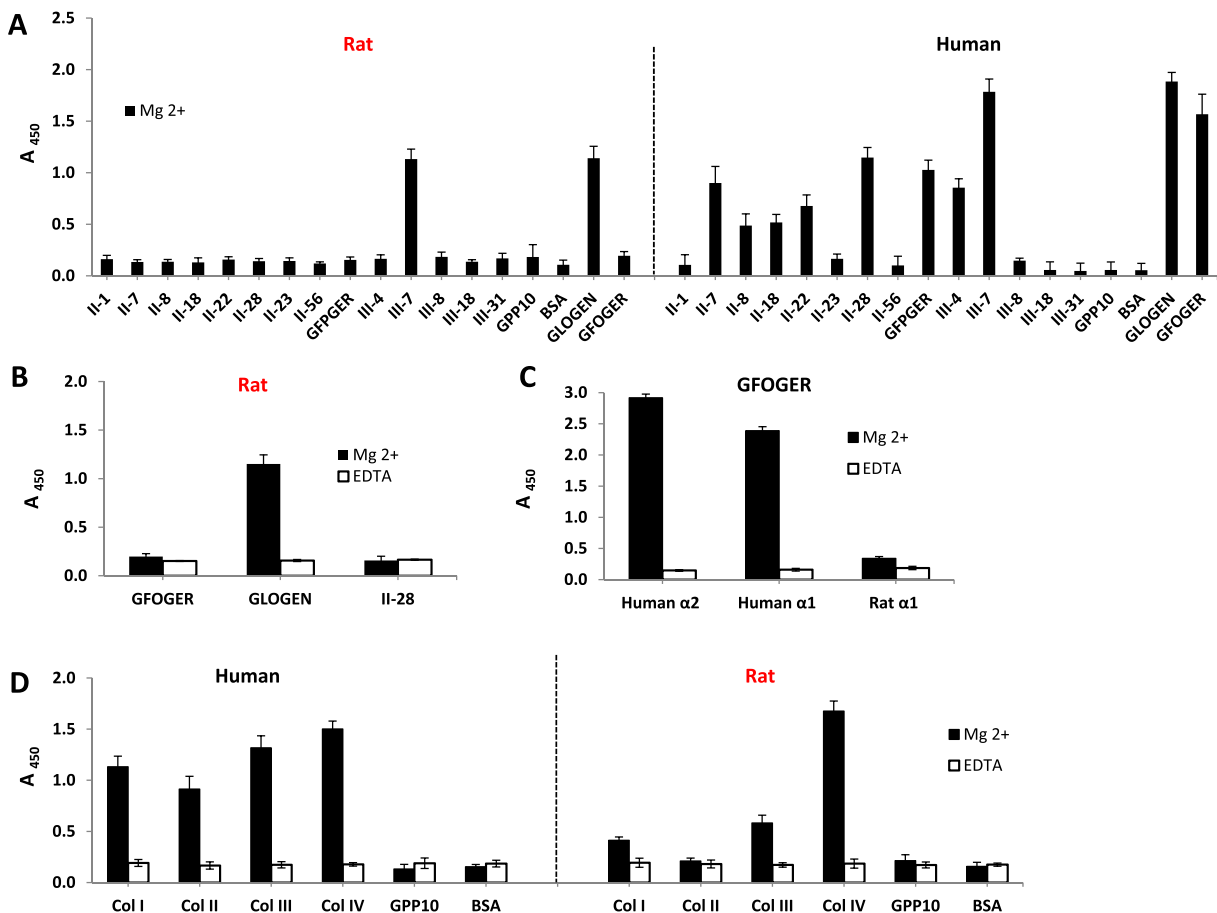 A
Rat
Human
2.5
2.0
1.5
1.0
0.5
0.0
A 450
Mg 2+
II-1 II-7 II-8 II-18 II-22 II-28 II-23 II-56 GFPGER III-4 III-7 III-8 III-18 III-31 GPP10 BSA GLOGEN GFOGER
II-1 II-7 II-8 II-18 II-22 II-23 II-28 II-56 GFPGER III-4 III-7 III-8 III-18 III-31 GPP10 BSA GLOGEN GFOGER
B
Rat
2.0
1.5
1.0
0.5
0.0
A 450
Mg 2+
EDTA
GFOGER GLOGEN II-28
C
GFOGER
3.0
2.5
2.0
1.5
1.0
0.5
0.0
A 450
Mg 2+
EDTA
Human α2 Human α1 Rat α1
D
Human
Rat
2.0
1.5
1.0
0.5
0.0
A 450
Mg 2+
EDTA
Col I Col II Col III Col IV GPP10 BSA
Col I Col II Col III Col IV GPP10 BSA